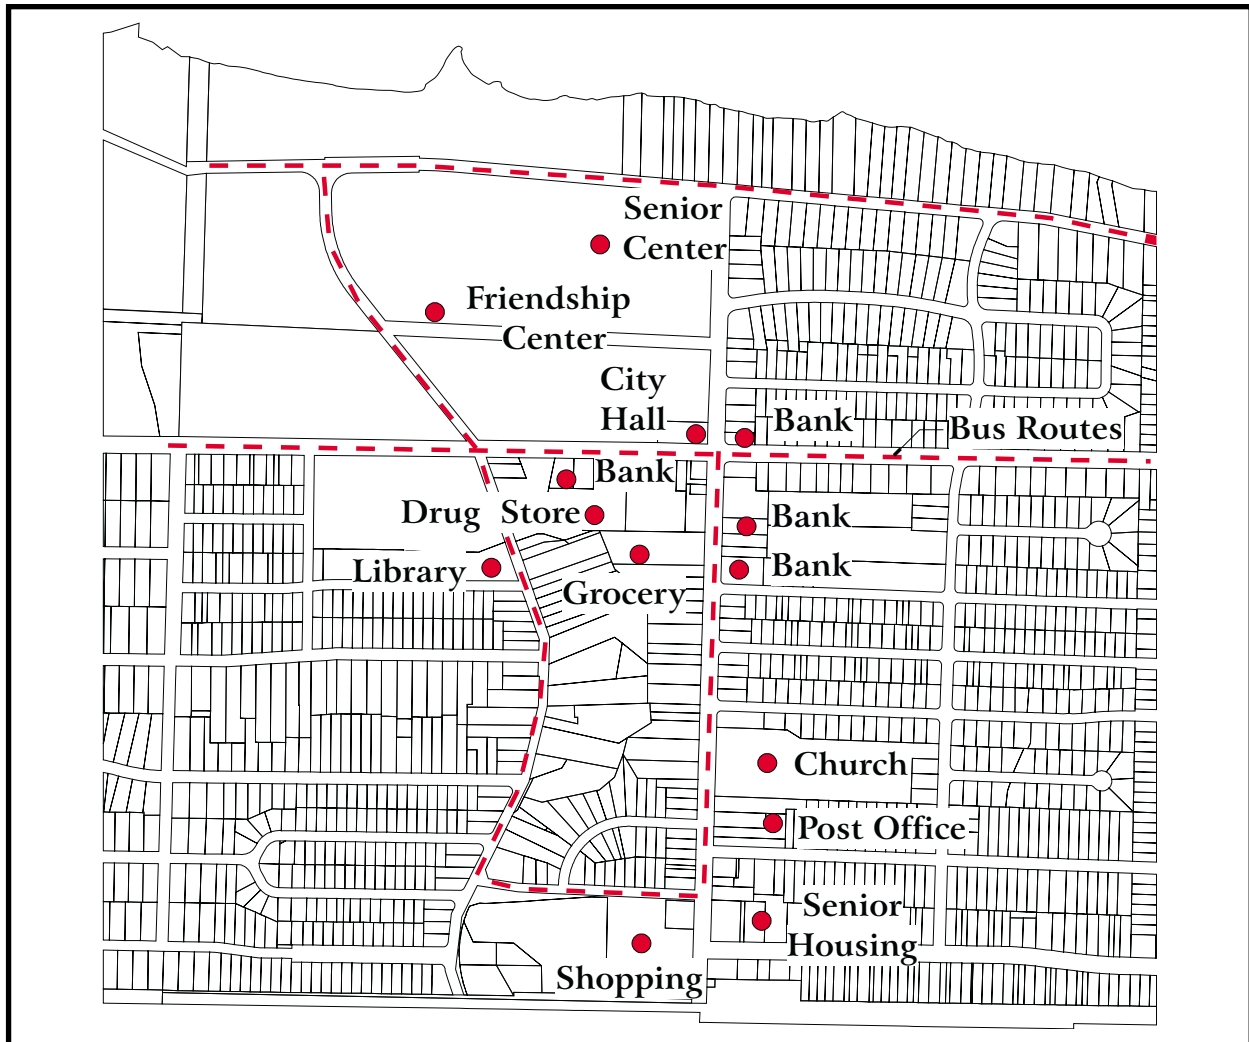 Senior
Center
Friendship
Center
City
Hall
Bank
Bus Routes
Bank
Drug Store
Bank
Library
Bank
Grocery
Church
Post Office
Senior
Housing
Shopping